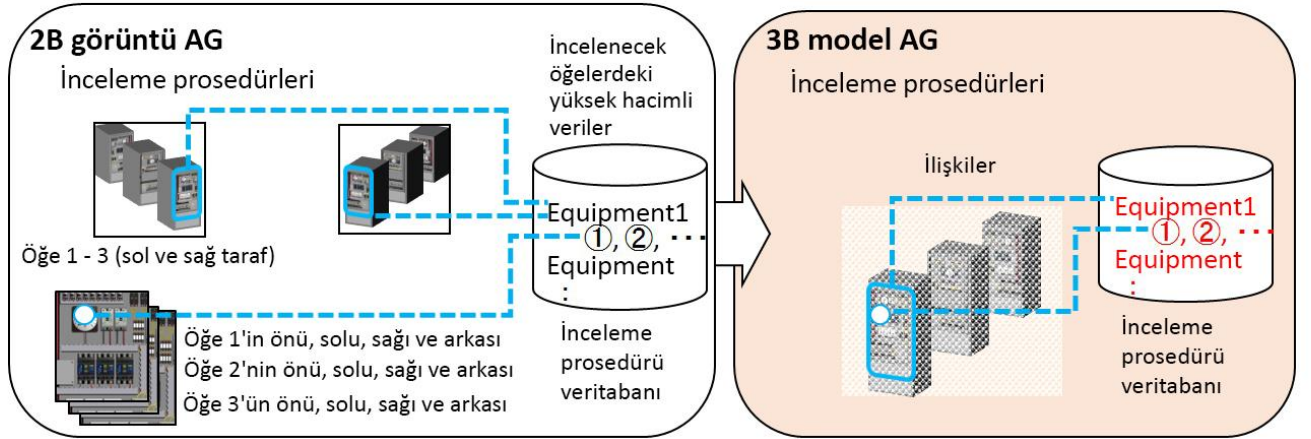 2B görüntü AG
İnceleme prosedürleri
İncelenecek
öğelerdeki
yüksek hacimli
veriler
Equipment1
①, ②, ···
Equipment
:
Öğe 1 - 3 (sol ve sağ taraf)
Öğe 1'in önü, solu, sağı ve arkası
Öğe 2'nin önü, solu, sağı ve arkası
Öğe 3'ün önü, solu, sağı ve arkası
İnceleme
prosedürü
veritabanı
3B model AG
İnceleme prosedürleri
İlişkiler
Equipment1
①, ②, ···
Equipment
:
İnceleme
prosedürü
veritabanı